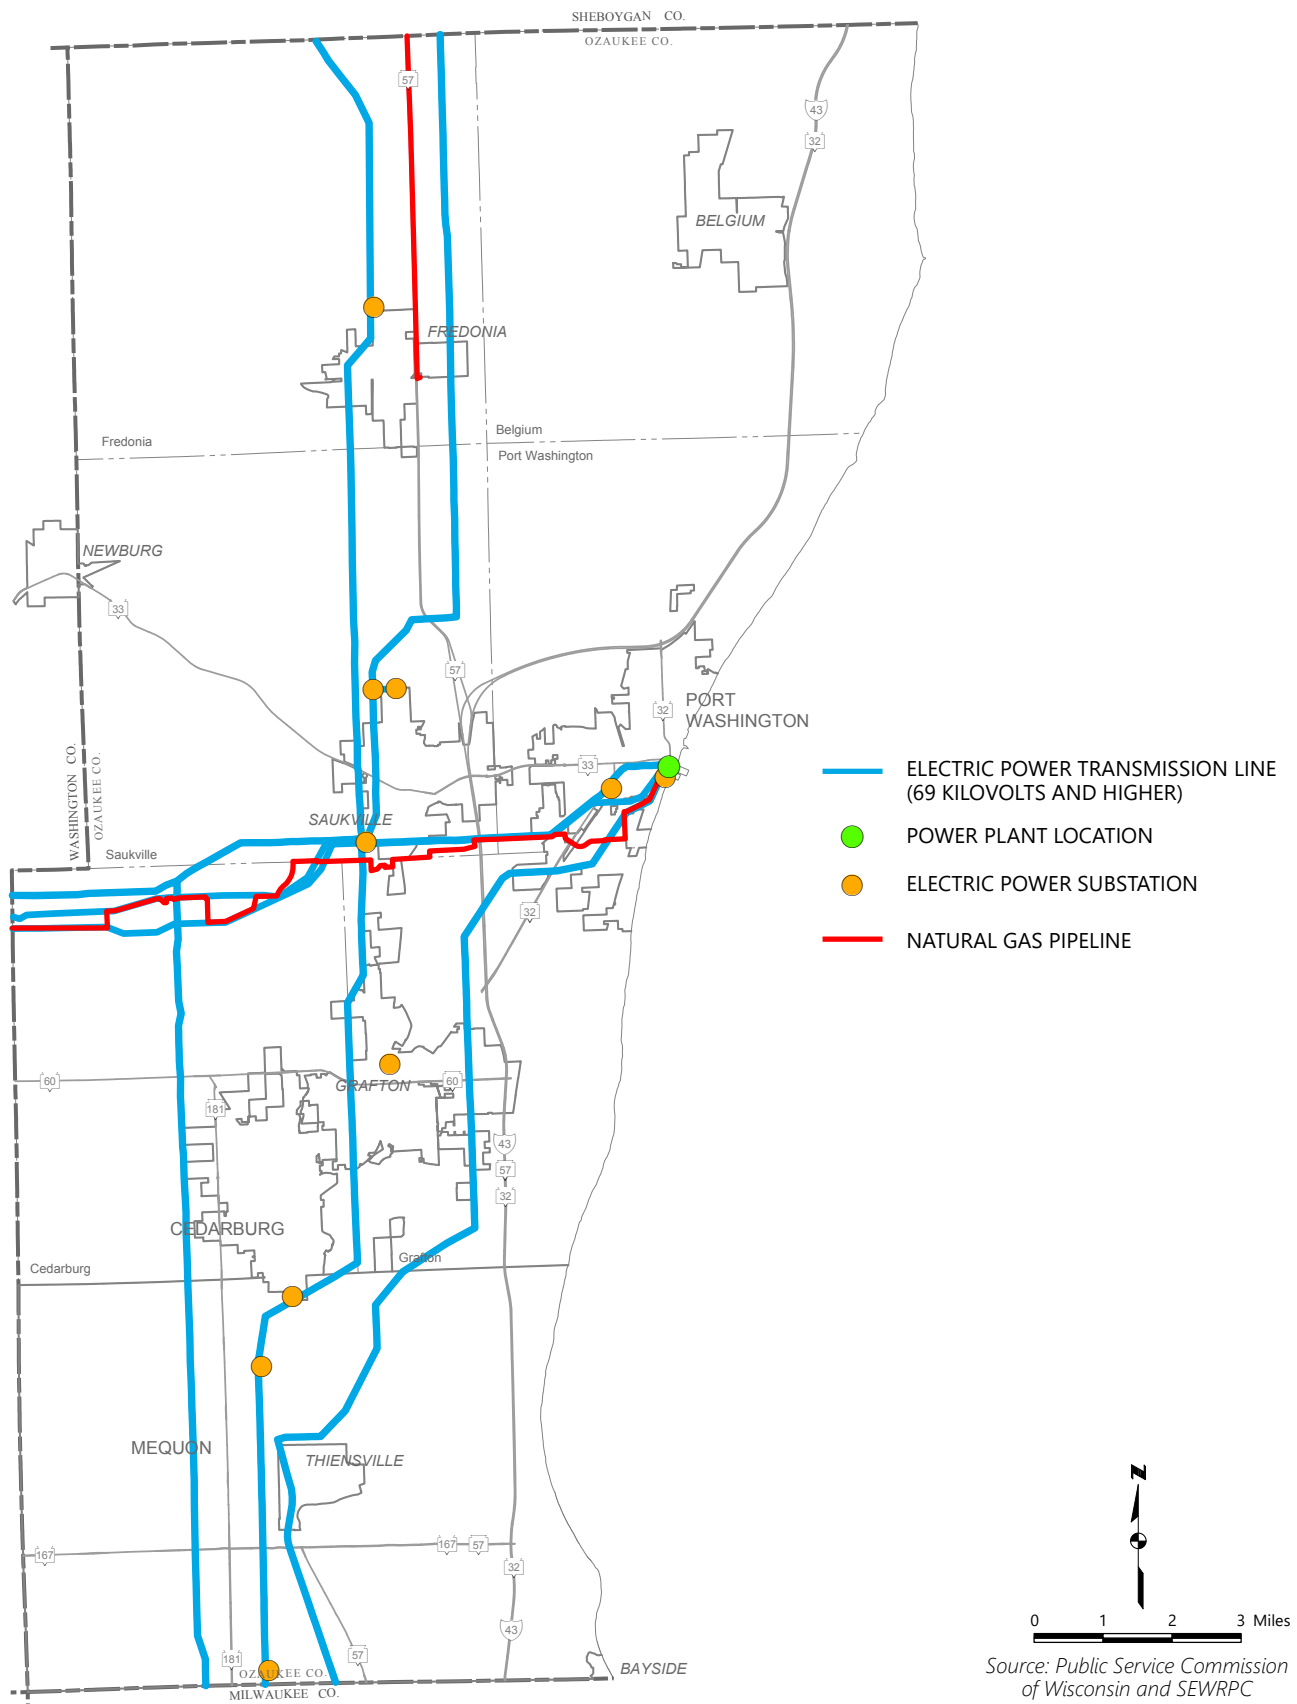 SHEBOYGAN CO.
OZAUKEE CO.
57
43
32
BELGIUM
FREDONIA
Fredonia
Belgium
Port Washington
NEWBURG
33
57
32
PORT
WASHINGTON
WASHINGTON CO.
OZAUKEE CO.
33
SAUKVILLE
Saukville
32
ELECTRIC POWER TRANSMISSION LINE
(69 KILOVOLTS AND HIGHER)
POWER PLANT LOCATION
ELECTRIC POWER SUBSTATION
NATURAL GAS PIPELINE
60
GRAFTON
60
181
43
57
32
CEDARBURG
Cedarburg
Grafton
MEQUON
THIENSVILLE
167
167
57
32
43
181
57
OZAUKEE CO.
MILWAUKEE CO.
BAYSIDE
Z
0 1 2 3 Miles
Source: Public Service Commission
of Wisconsin and SEWRPC